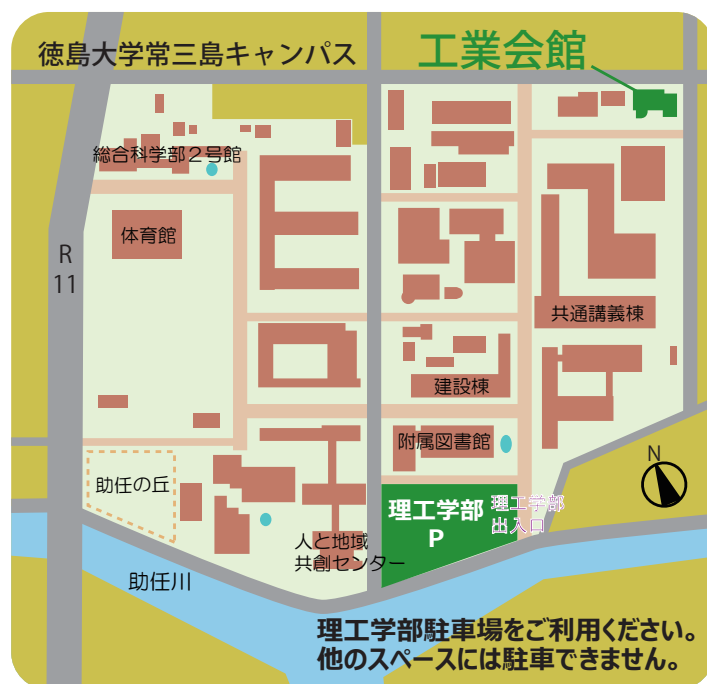 徳島大学常三島キャンパス
工業会館
総合科学部２号館
体育館
R
11
共通講義棟
建設棟
附属図書館
N
助任の丘
理工学部
P
理工学部
出入口
人と地域
共創センター
助任川
理工学部駐車場をご利用ください。
他のスペースには駐車できません。